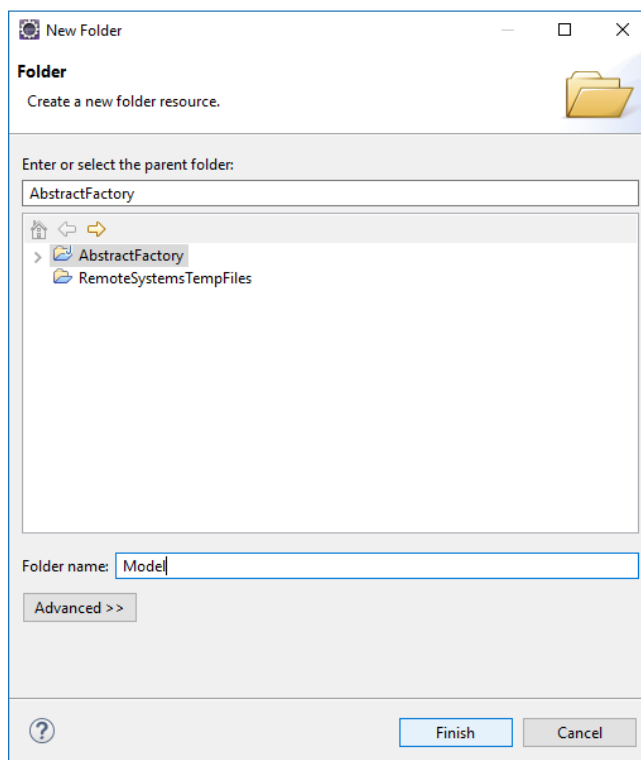 New Folder
Folder
Create a new folder resource.
Enter or select the parent folder:
AbstractFactory
AbstractFactory
RemoteSystemsTempFiles
Folder name: Model
Advanced >>
? Finish Cancel